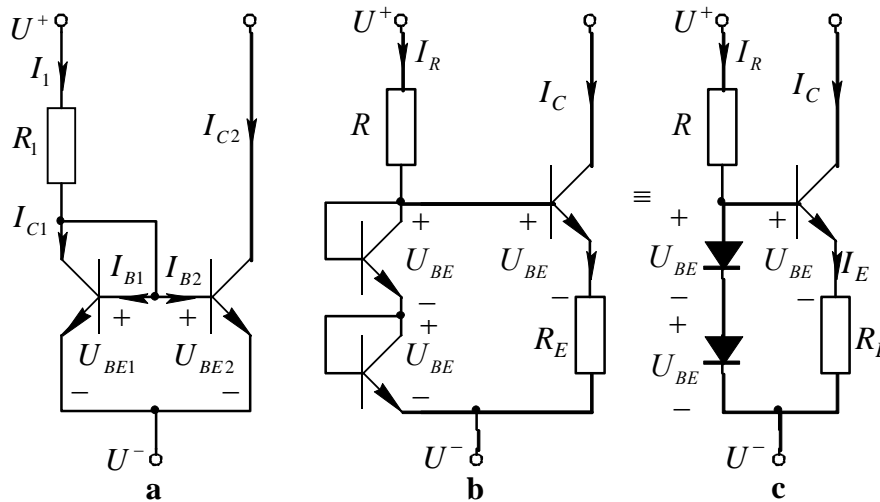 U⁺
I₁
R₁
I_C2
I_C1
I_B1 I_B2
+ +
U_BE1 U_BE2
− −
U⁻
a
U⁺
I_R
R
I_C
+ +
U_BE U_BE
− −
+
U_BE R_E
−
U⁻
b
≡
U⁺
I_R
R
I_C
+ +
U_BE U_BE
I_E
− −
+
U_BE
−
U⁻
c